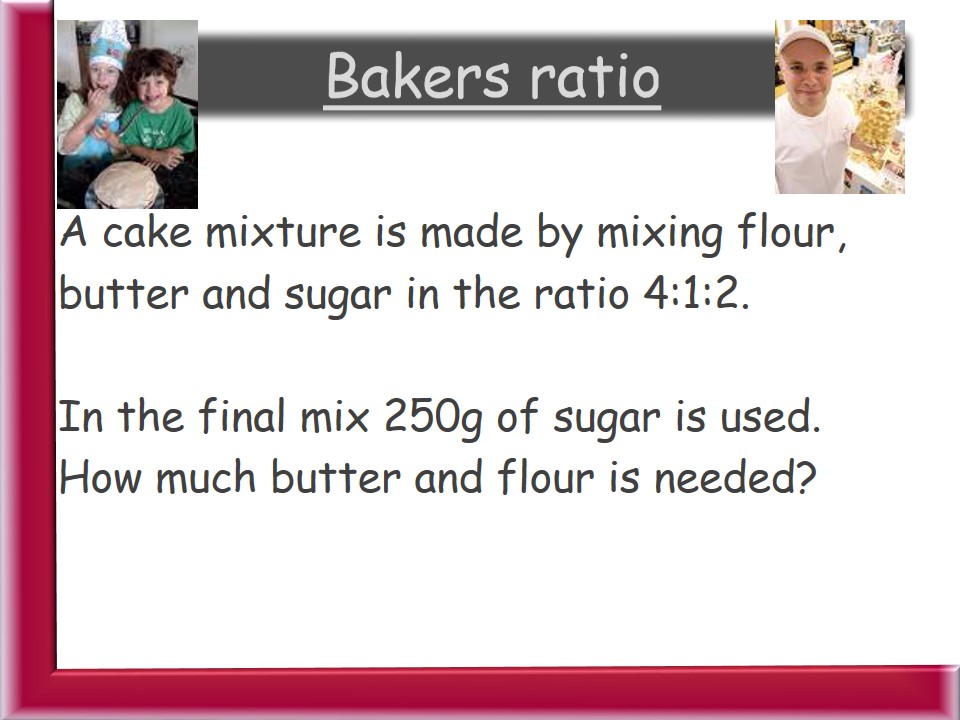 Bakers ratio
A cake mixture is made by mixing flour,
butter and sugar in the ratio 4:1:2.
In the final mix 250g of sugar is used.
How much butter and flour is needed?